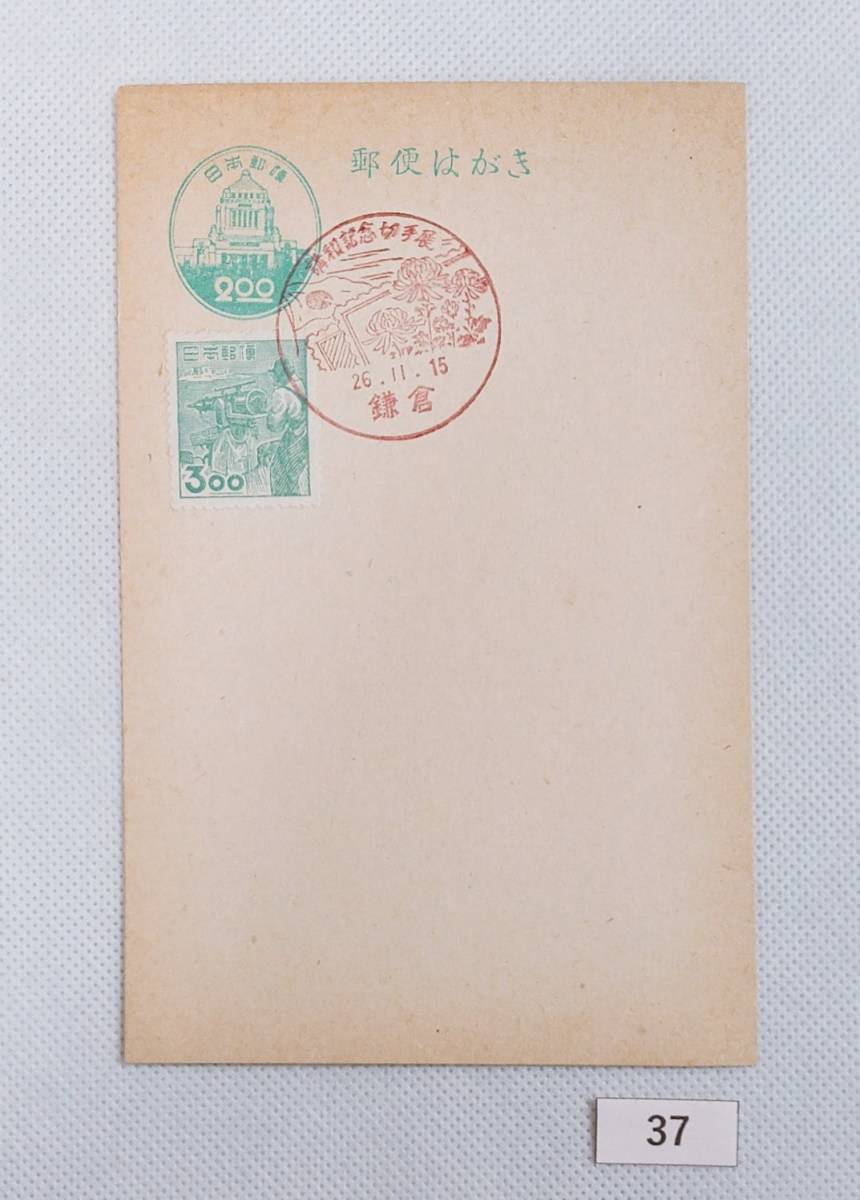 郵便はがき
日本郵便
2.00
講和記念切手展
26.11.15
鎌倉
日本郵便
3.00
37